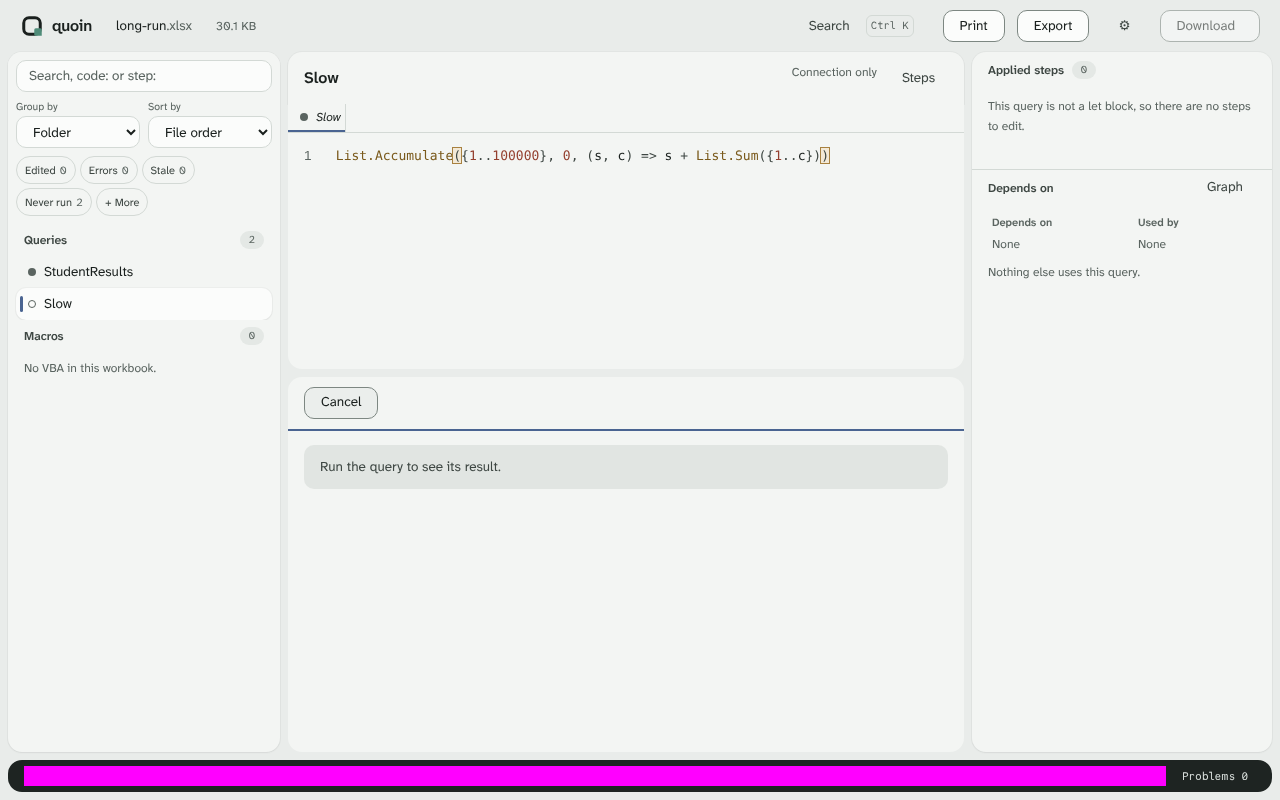 quoin long-run.xlsx 30.1 KB Search Ctrl K Print Export ⚙ Download
Search, code: or step:
Group by Sort by
Folder File order
Edited 0 Errors 0 Stale 0
Never run 2 + More
Queries 2
StudentResults
Slow
Macros 0
No VBA in this workbook.
Slow Connection only Steps
Slow
1 List.Accumulate({1..100000}, 0, (s, c) => s + List.Sum({1..c}))
Cancel
Run the query to see its result.
Applied steps 0
This query is not a let block, so there are no steps
to edit.
Depends on Graph
Depends on Used by
None None
Nothing else uses this query.
Problems 0